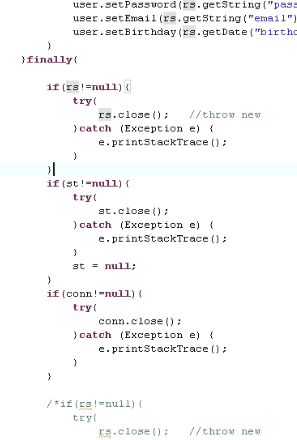 user.setPassword(rs.getString("pass
user.setEmail(rs.getString("email")
user.setBirthday(rs.getDate("birthd
}
}finally{
if(rs!=null){
try{
rs.close();   //throw new
}catch (Exception e) {
e.printStackTrace();
}
}
if(st!=null){
try{
st.close();
}catch (Exception e) {
e.printStackTrace();
}
st = null;
}
if(conn!=null){
try{
conn.close();
}catch (Exception e) {
e.printStackTrace();
}
}
/*if(rs!=null){
try{
rs.close();   //throw new